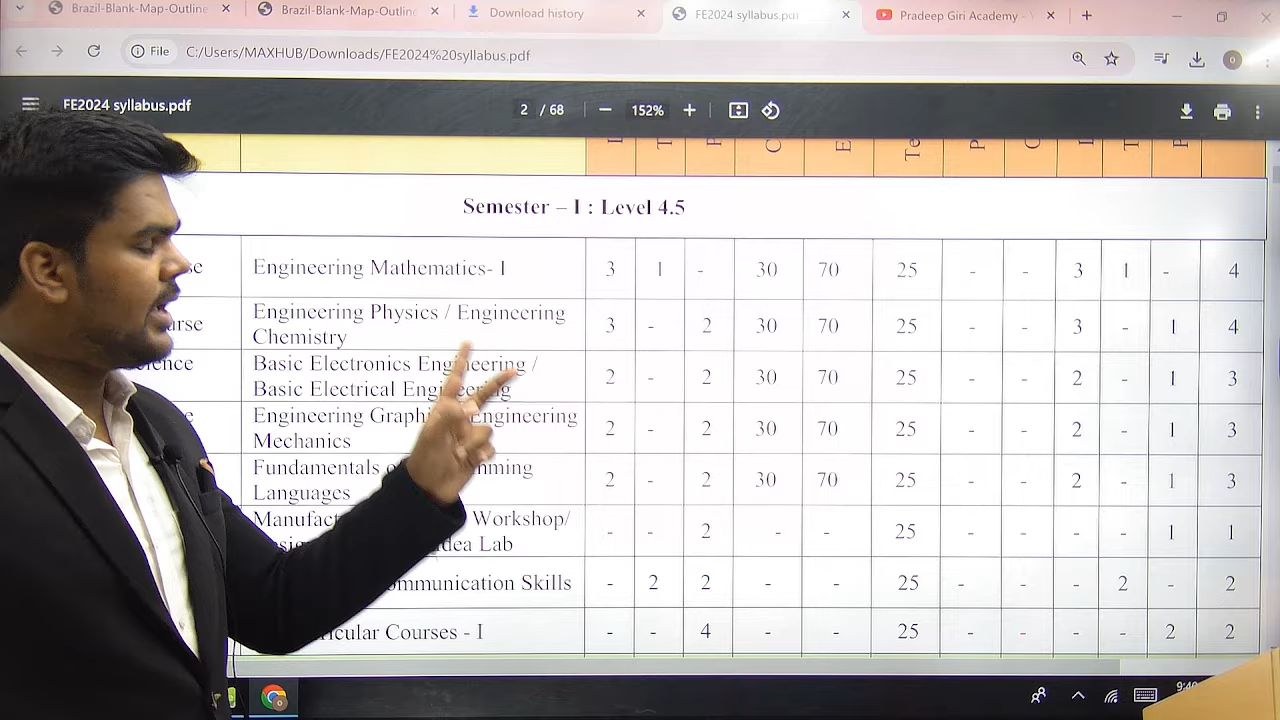 Brazil-Blank-Map-Outline
Brazil-Blank-Map-Outline
Download history
FE2024 syllabus.pdf
Pradeep Giri Academy -
File
C:/Users/MAXHUB/Downloads/FE2024%20syllabus.pdf
FE2024 syllabus.pdf
2 / 68
152%
Semester – I : Level 4.5
Engineering Mathematics- I 3 1 - 30 70 25 - - 3 1 - 4
Engineering Physics / Engineering
Chemistry 3 - 2 30 70 25 - - 3 - 1 4
Basic Electronics Engineering /
Basic Electrical Engineering 2 - 2 30 70 25 - - 2 - 1 3
Engineering Engineering
Mechanics 2 - 2 30 70 25 - - 2 - 1 3
Fundamentals
Languages 2 - 2 30 70 25 - - 2 - 1 3
Workshop/
Idea Lab - - 2 - - 25 1 1
Skills - 2 2 - - 25 - - - 2 - 2
Courses - I - - 4 - - 25 - - - - 2 2